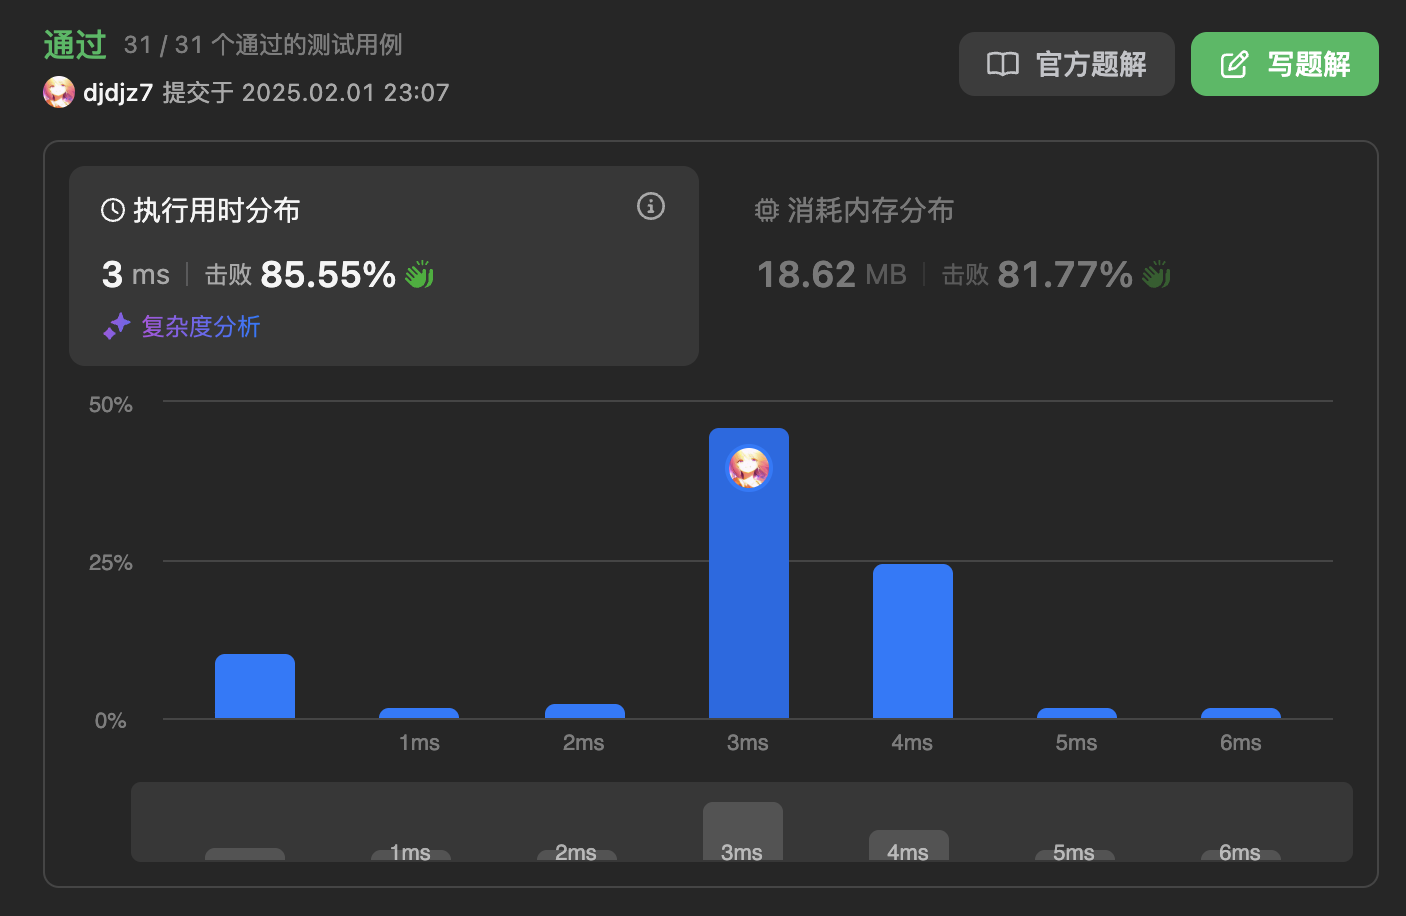 通过 31 / 31 个通过的测试用例
djdjz7 提交于 2025.02.01 23:07
官方题解
写题解
执行用时分布
3 ms 击败 85.55%
复杂度分析
消耗内存分布
18.62 MB 击败 81.77%
50%
25%
0%
1ms 2ms 3ms 4ms 5ms 6ms
1ms 2ms 3ms 4ms 5ms 6ms